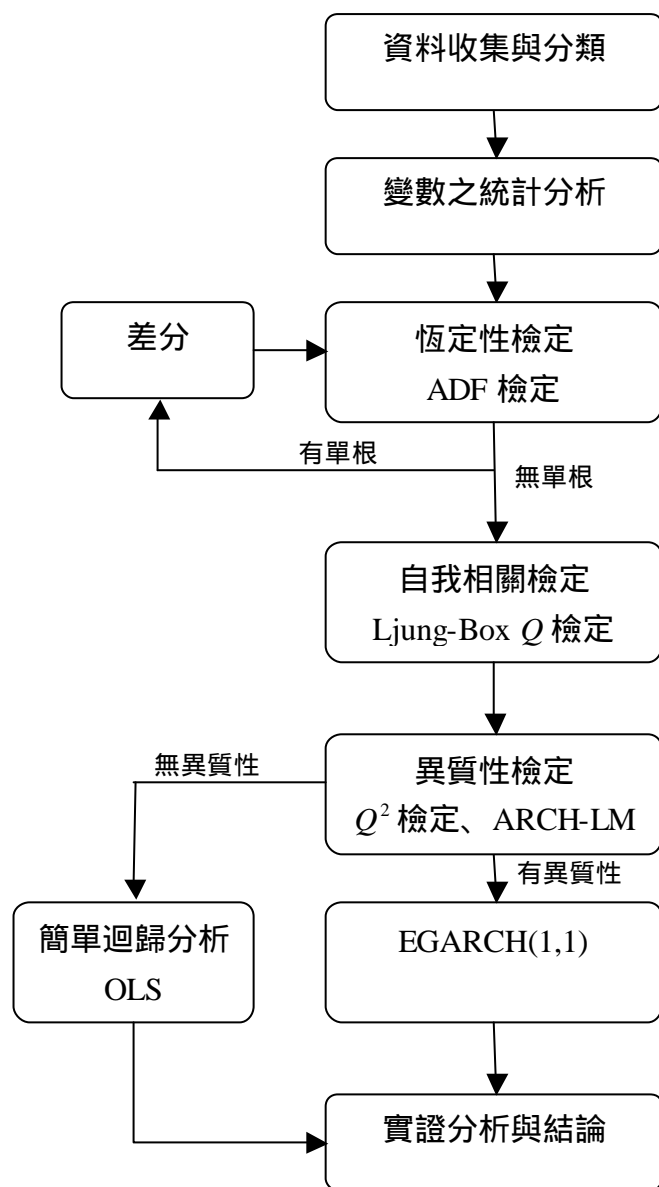 資料收集與分類
變數之統計分析
差分
恆定性檢定
ADF 檢定
有單根
無單根
自我相關檢定
Ljung-Box Q 檢定
無異質性
異質性檢定
Q² 檢定、ARCH-LM
有異質性
簡單迴歸分析
OLS
EGARCH(1,1)
實證分析與結論